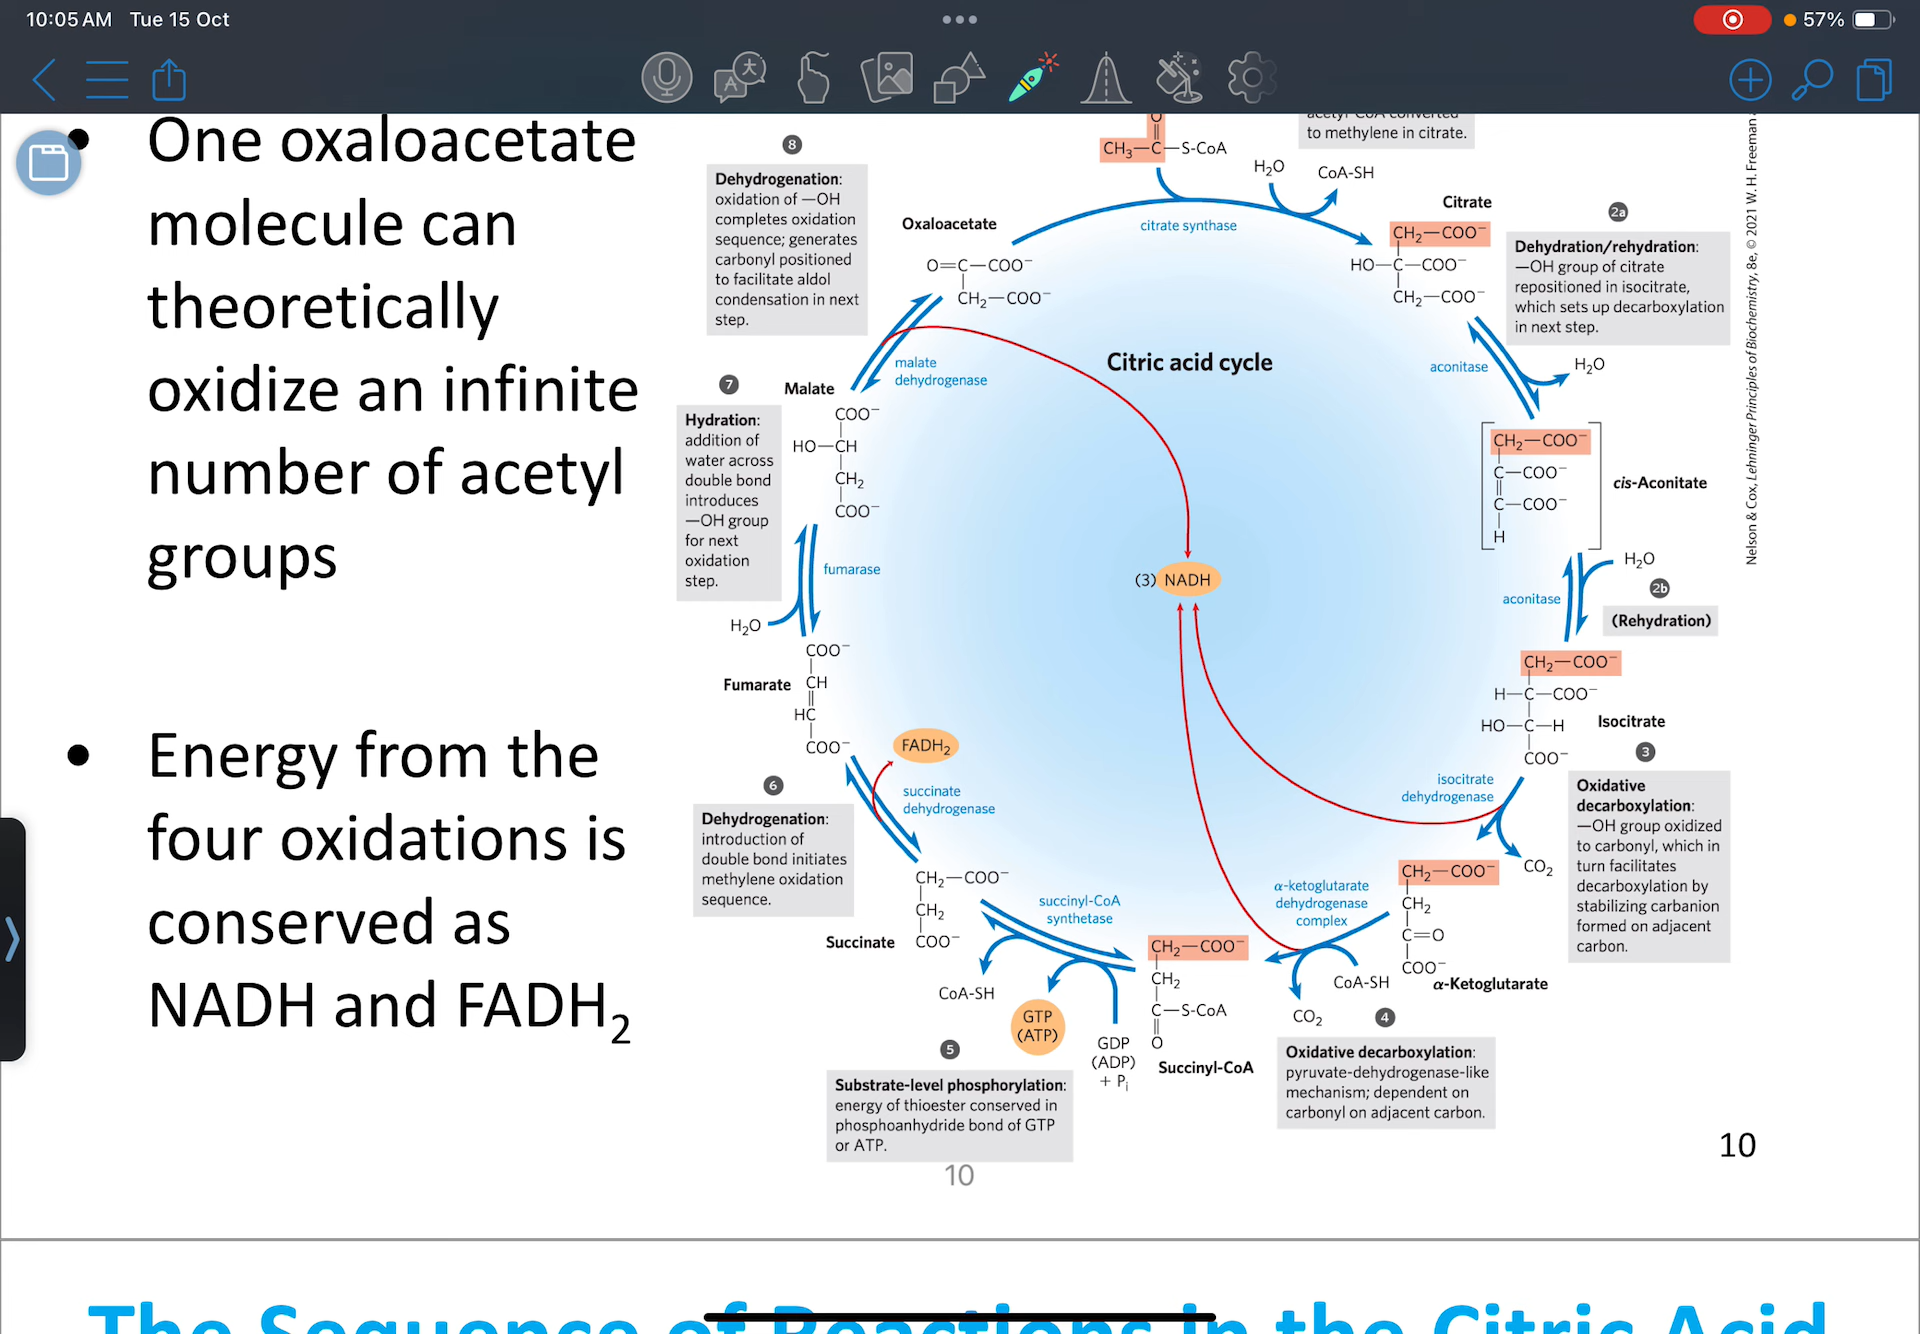 10:05 AM Tue 15 Oct
57%
One oxaloacetate
molecule can
theoretically
oxidize an infinite
number of acetyl
groups
Energy from the
four oxidations is
conserved as
NADH and FADH₂
8
Dehydrogenation:
oxidation of —OH
completes oxidation
sequence; generates
carbonyl positioned
to facilitate aldol
condensation in next
step.
O
CH₃—C—S-CoA
acetyl-CoA converted
to methylene in citrate.
H₂O
CoA-SH
citrate synthase
Oxaloacetate
O=C—COO⁻
CH₂—COO⁻
Citrate
CH₂—COO⁻
HO—C—COO⁻
CH₂—COO⁻
2a
Dehydration/rehydration:
—OH group of citrate
repositioned in isocitrate,
which sets up decarboxylation
in next step.
aconitase
H₂O
Citric acid cycle
malate
dehydrogenase
7
Malate
COO⁻
HO—CH
CH₂
COO⁻
Hydration:
addition of
water across
double bond
introduces
—OH group
for next
oxidation
step.
fumarase
H₂O
CH₂—COO⁻
C—COO⁻
C—COO⁻
H
cis-Aconitate
H₂O
aconitase
2b
(Rehydration)
(3) NADH
Fumarate
COO⁻
CH
HC
COO⁻
CH₂—COO⁻
H—C—COO⁻
HO—C—H
COO⁻
Isocitrate
3
Oxidative
decarboxylation:
—OH group oxidized
to carbonyl, which in
turn facilitates
decarboxylation by
stabilizing carbanion
formed on adjacent
carbon.
isocitrate
dehydrogenase
CO₂
FADH₂
succinate
dehydrogenase
6
Dehydrogenation:
introduction of
double bond initiates
methylene oxidation
sequence.
CH₂—COO⁻
CH₂
COO⁻
Succinate
succinyl-CoA
synthetase
α-ketoglutarate
dehydrogenase
complex
CH₂—COO⁻
CH₂
C=O
COO⁻
α-Ketoglutarate
CoA-SH
CO₂
4
Oxidative decarboxylation:
pyruvate-dehydrogenase-like
mechanism; dependent on
carbonyl on adjacent carbon.
CH₂—COO⁻
CH₂
C—S-CoA
O
Succinyl-CoA
CoA-SH
GTP
(ATP)
GDP
(ADP)
+ Pᵢ
5
Substrate-level phosphorylation:
energy of thioester conserved in
phosphoanhydride bond of GTP
or ATP.
Nelson & Cox, Lehninger Principles of Biochemistry, 8e, © 2021 W. H. Freeman
10
10
The Sequence of Reactions in the Citric Acid